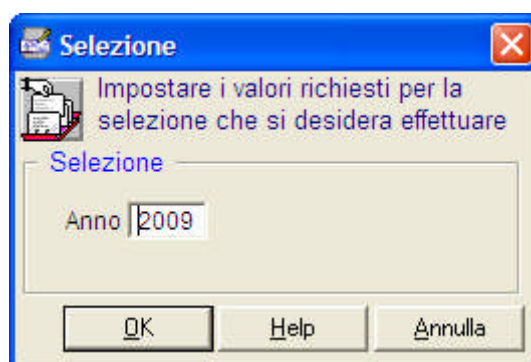 Selezione
Impostare i valori richiesti per la
selezione che si desidera effettuare
Selezione
Anno 2009
OK Help Annulla